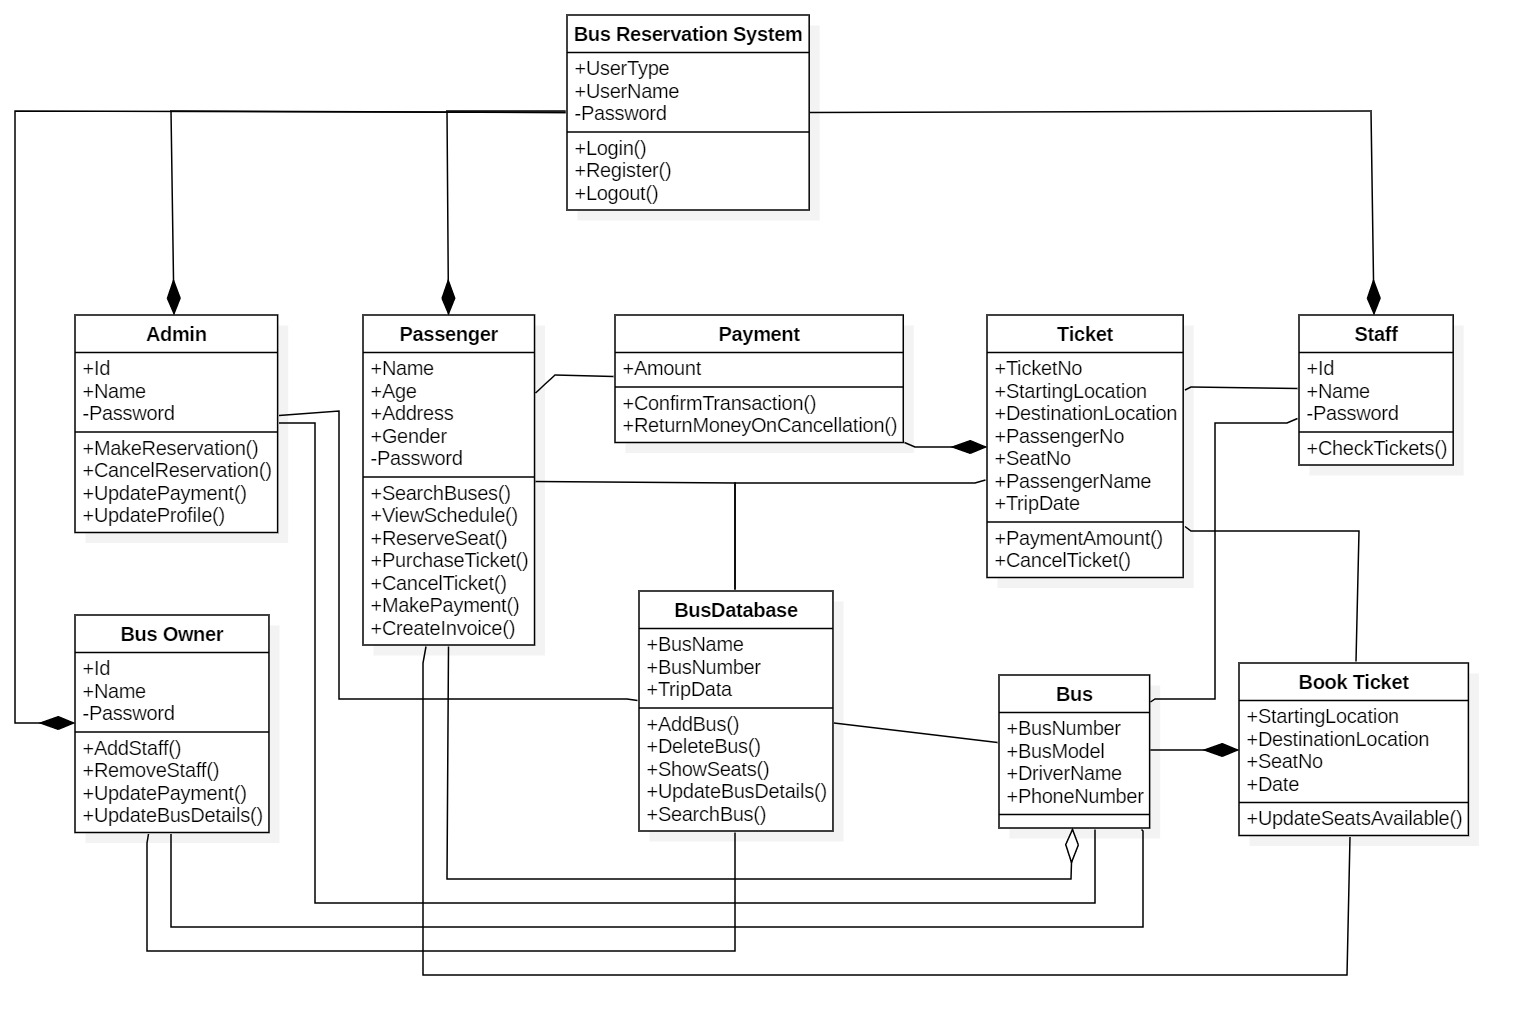 Bus Reservation System
+UserType
+UserName
-Password
+Login()
+Register()
+Logout()
Admin
+Id
+Name
-Password
+MakeReservation()
+CancelReservation()
+UpdatePayment()
+UpdateProfile()
Passenger
+Name
+Age
+Address
+Gender
-Password
+SearchBuses()
+ViewSchedule()
+ReserveSeat()
+PurchaseTicket()
+CancelTicket()
+MakePayment()
+CreateInvoice()
Payment
+Amount
+ConfirmTransaction()
+ReturnMoneyOnCancellation()
Ticket
+TicketNo
+StartingLocation
+DestinationLocation
+PassengerNo
+SeatNo
+PassengerName
+TripDate
+PaymentAmount()
+CancelTicket()
Staff
+Id
+Name
-Password
+CheckTickets()
Bus Owner
+Id
+Name
-Password
+AddStaff()
+RemoveStaff()
+UpdatePayment()
+UpdateBusDetails()
BusDatabase
+BusName
+BusNumber
+TripData
+AddBus()
+DeleteBus()
+ShowSeats()
+UpdateBusDetails()
+SearchBus()
Bus
+BusNumber
+BusModel
+DriverName
+PhoneNumber
Book Ticket
+StartingLocation
+DestinationLocation
+SeatNo
+Date
+UpdateSeatsAvailable()